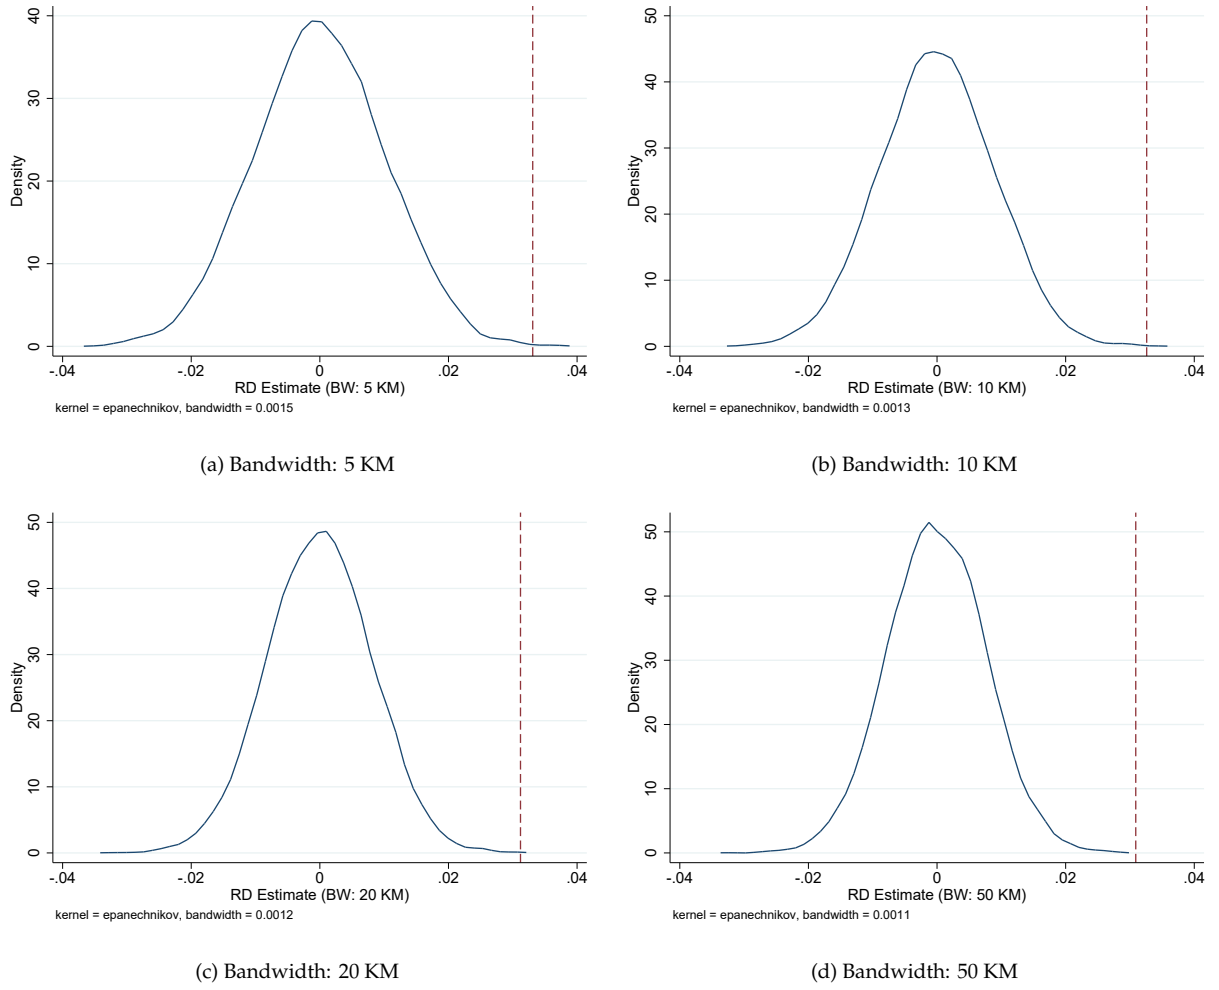 Density
40
30
20
10
0
-.04 -.02 0 .02 .04
RD Estimate (BW: 5 KM)
kernel = epanechnikov, bandwidth = 0.0015
(a) Bandwidth: 5 KM
Density
50
40
30
20
10
0
-.04 -.02 0 .02 .04
RD Estimate (BW: 10 KM)
kernel = epanechnikov, bandwidth = 0.0013
(b) Bandwidth: 10 KM
Density
50
40
30
20
10
0
-.04 -.02 0 .02 .04
RD Estimate (BW: 20 KM)
kernel = epanechnikov, bandwidth = 0.0012
(c) Bandwidth: 20 KM
Density
50
40
30
20
10
0
-.04 -.02 0 .02 .04
RD Estimate (BW: 50 KM)
kernel = epanechnikov, bandwidth = 0.0011
(d) Bandwidth: 50 KM